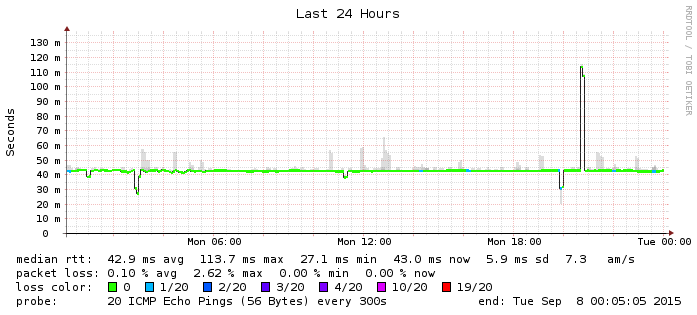 Last 24 Hours
RRDTOOL / TOBI OETIKER
Seconds
130 m
120 m
110 m
100 m
90 m
80 m
70 m
60 m
50 m
40 m
30 m
20 m
10 m
0
Mon 06:00 Mon 12:00 Mon 18:00 Tue 00:00
median rtt: 42.9 ms avg 113.7 ms max 27.1 ms min 43.0 ms now 5.9 ms sd 7.3 am/s
packet loss: 0.10 % avg 2.62 % max 0.00 % min 0.00 % now
loss color: 0 1/20 2/20 3/20 4/20 10/20 19/20
probe: 20 ICMP Echo Pings (56 Bytes) every 300s end: Tue Sep 8 00:05:05 2015